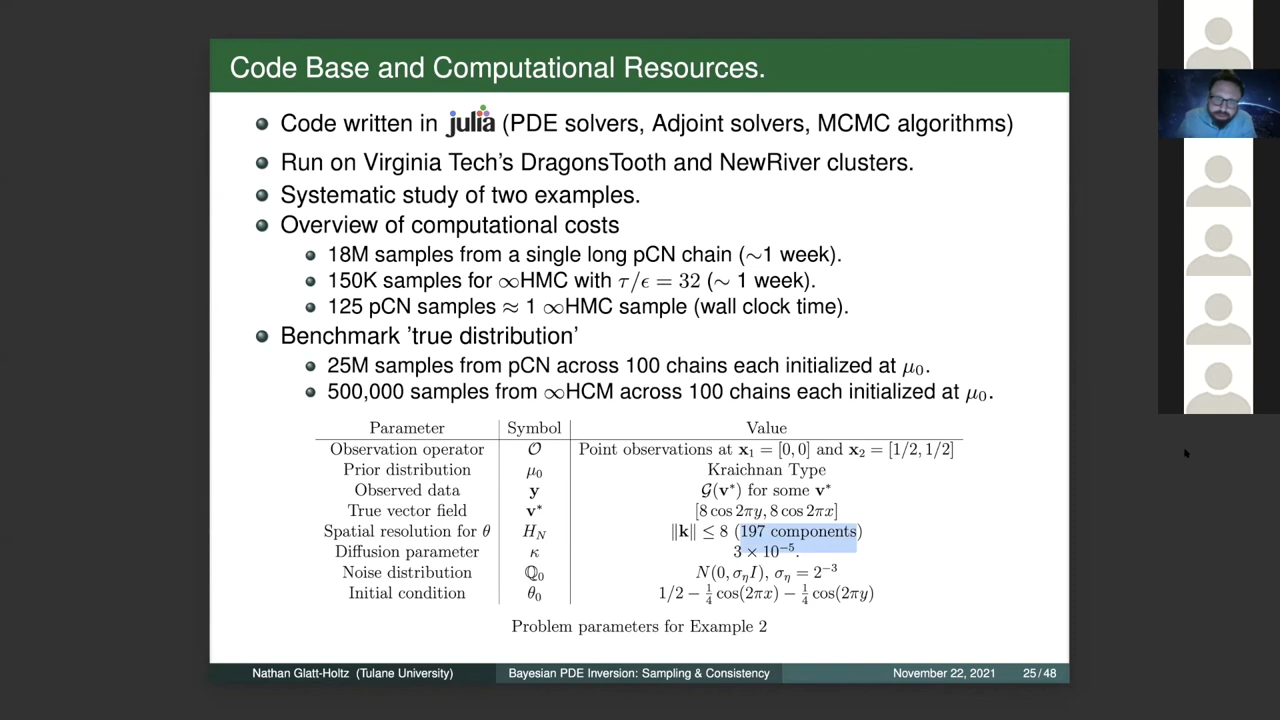 Code Base and Computational Resources.
Code written in julia (PDE solvers, Adjoint solvers, MCMC algorithms)
Run on Virginia Tech's DragonsTooth and NewRiver clusters.
Systematic study of two examples.
Overview of computational costs
18M samples from a single long pCN chain (∼1 week).
150K samples for ∞HMC with τ/ϵ = 32 (∼ 1 week).
125 pCN samples ≈ 1 ∞HMC sample (wall clock time).
Benchmark 'true distribution'
25M samples from pCN across 100 chains each initialized at μ₀.
500,000 samples from ∞HCM across 100 chains each initialized at μ₀.
Parameter Symbol Value
Observation operator 𝒪 Point observations at x₁ = [0, 0] and x₂ = [1/2, 1/2]
Prior distribution μ₀ Kraichnan Type
Observed data y 𝒢(v*) for some v*
True vector field v* [8 cos 2πy, 8 cos 2πx]
Spatial resolution for θ H_N ‖k‖ ≤ 8 (197 components)
Diffusion parameter κ 3 × 10⁻⁵.
Noise distribution ℚ₀ N(0, σ_η I), σ_η = 2⁻³
Initial condition θ₀ 1/2 − ¼ cos(2πx) − ¼ cos(2πy)
Problem parameters for Example 2
Nathan Glatt-Holtz (Tulane University) Bayesian PDE Inversion: Sampling & Consistency November 22, 2021 25/48